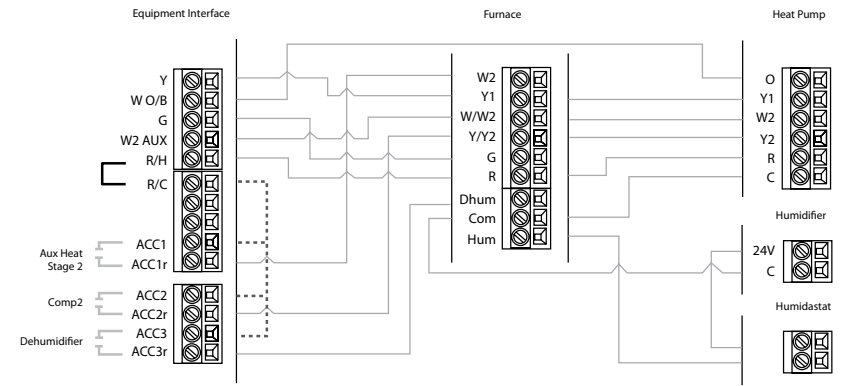 Equipment Interface
Furnace
Heat Pump
Y
W O/B
G
W2 AUX
R/H
R/C
ACC1
ACC1r
Aux Heat
Stage 2
ACC2
ACC2r
Comp2
ACC3
ACC3r
Dehumidifier
W2
Y1
W/W2
Y/Y2
G
R
Dhum
Com
Hum
O
Y1
W2
Y2
R
C
Humidifier
24V
C
Humidastat